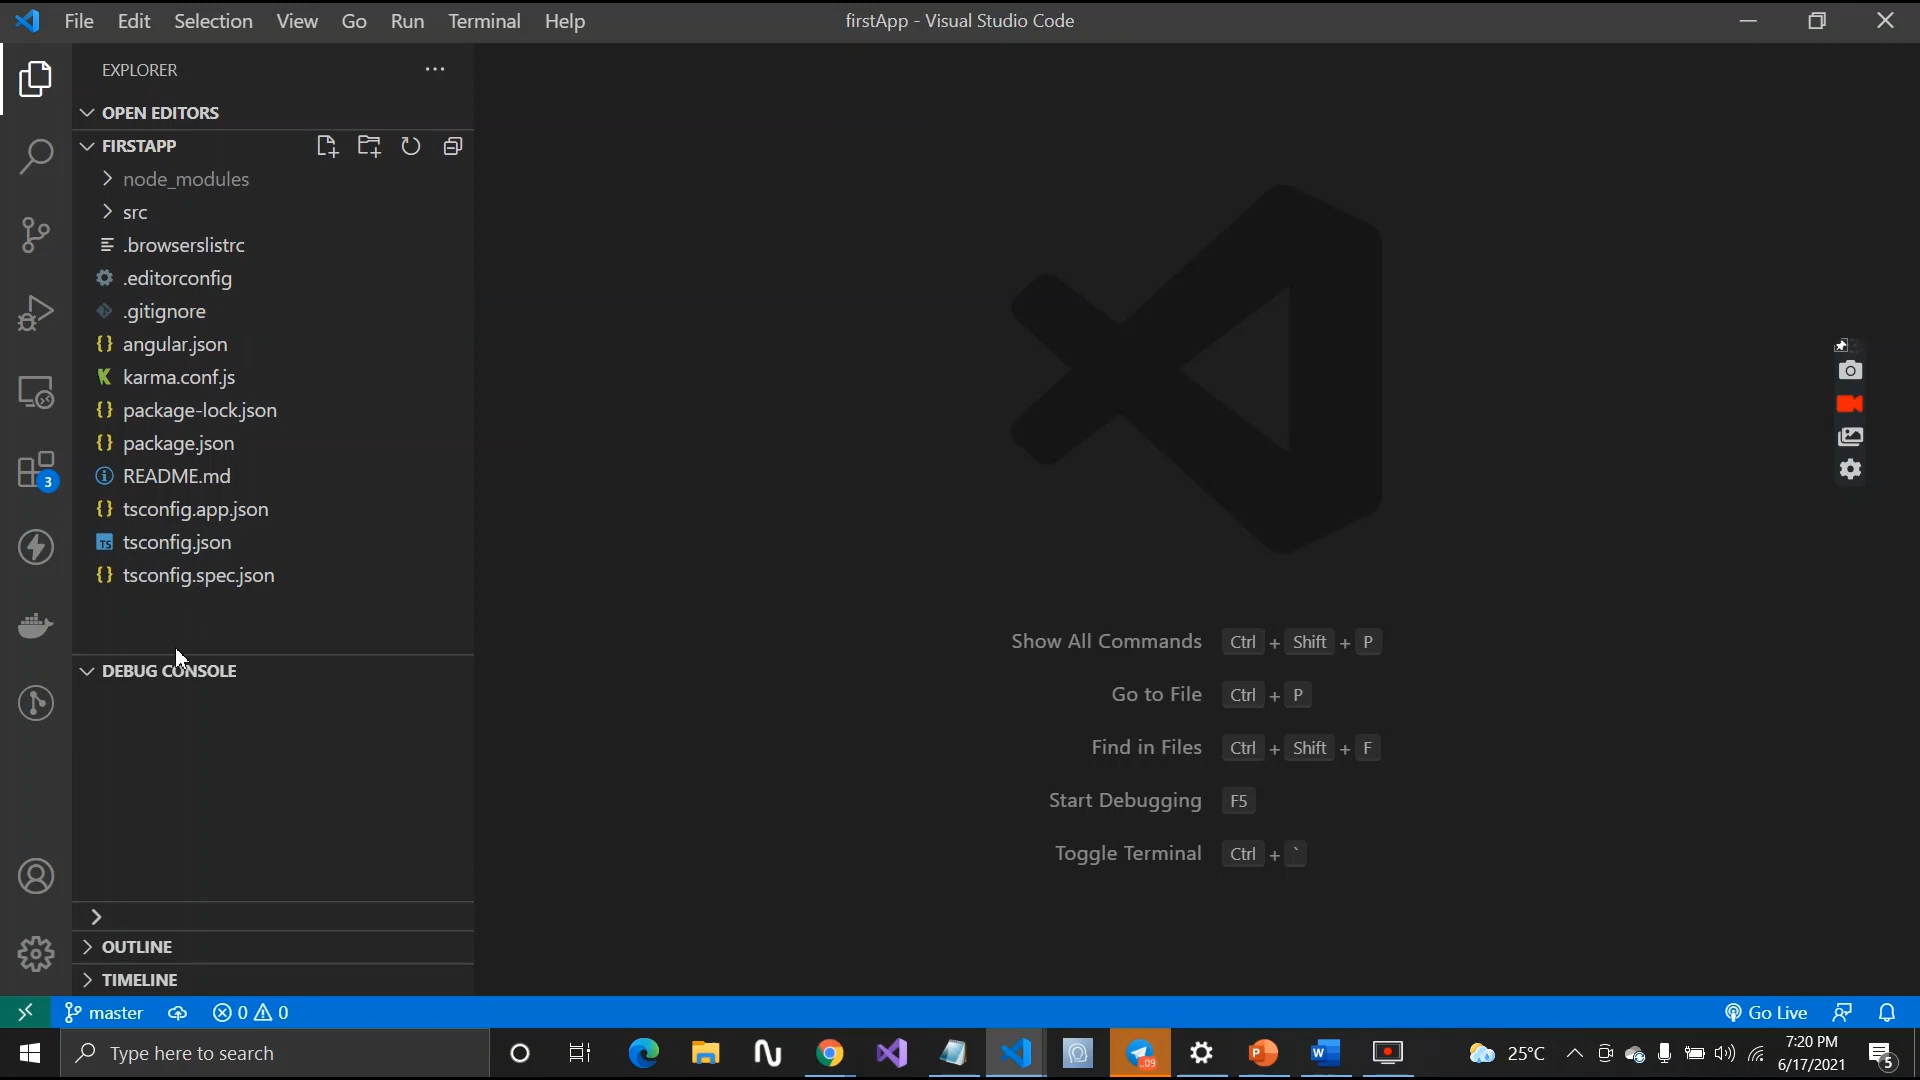 File Edit Selection View Go Run Terminal Help
firstApp - Visual Studio Code
EXPLORER
OPEN EDITORS
FIRSTAPP
node_modules
src
.browserslistrc
.editorconfig
.gitignore
angular.json
karma.conf.js
package-lock.json
package.json
README.md
tsconfig.app.json
TS tsconfig.json
tsconfig.spec.json
3
DEBUG CONSOLE
OUTLINE
TIMELINE
Show All Commands Ctrl + Shift + P
Go to File Ctrl + P
Find in Files Ctrl + Shift + F
Start Debugging F5
Toggle Terminal Ctrl + `
master 0 0 Go Live
Type here to search
25°C
7:20 PM
6/17/2021
5